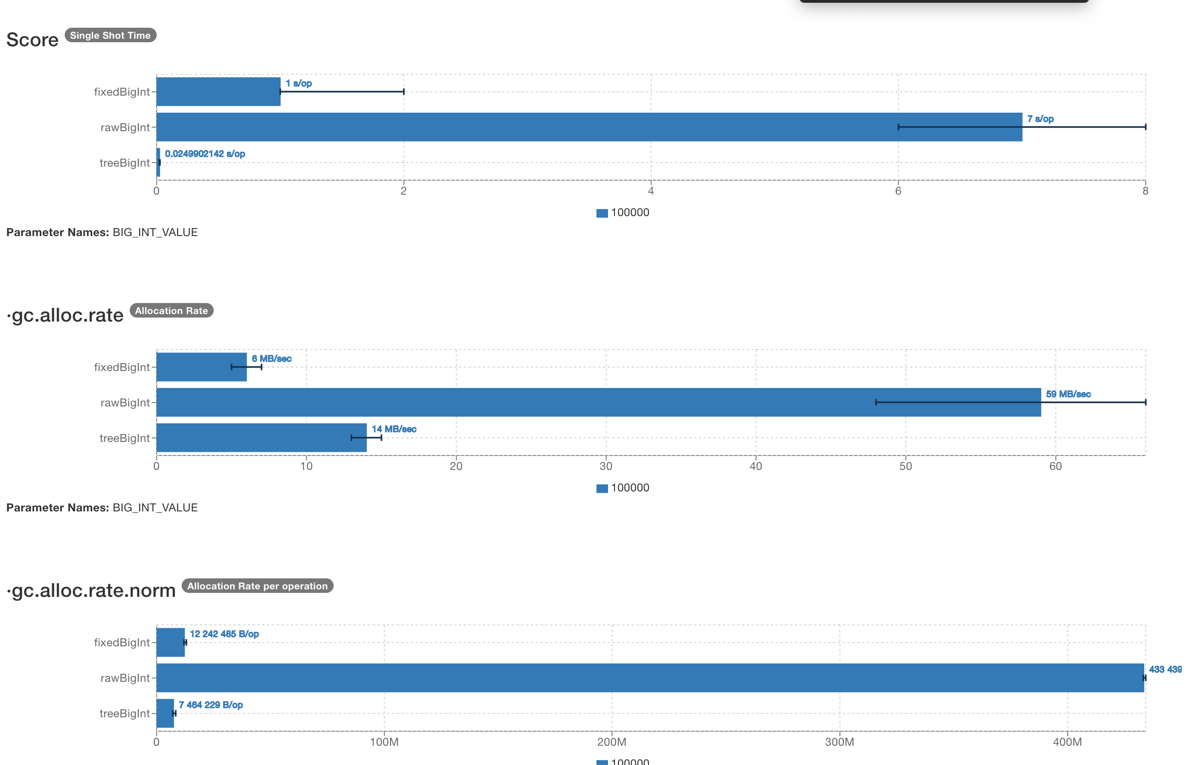 Score Single Shot Time
fixedBigInt 1 s/op
rawBigInt 7 s/op
treeBigInt 0.0249902142 s/op
0 2 4 6 8
100000
Parameter Names: BIG_INT_VALUE
·gc.alloc.rate Allocation Rate
fixedBigInt 6 MB/sec
rawBigInt 59 MB/sec
treeBigInt 14 MB/sec
0 10 20 30 40 50 60
100000
Parameter Names: BIG_INT_VALUE
·gc.alloc.rate.norm Allocation Rate per operation
fixedBigInt 12 242 485 B/op
rawBigInt 433 439
treeBigInt 7 464 229 B/op
0 100M 200M 300M 400M
100000